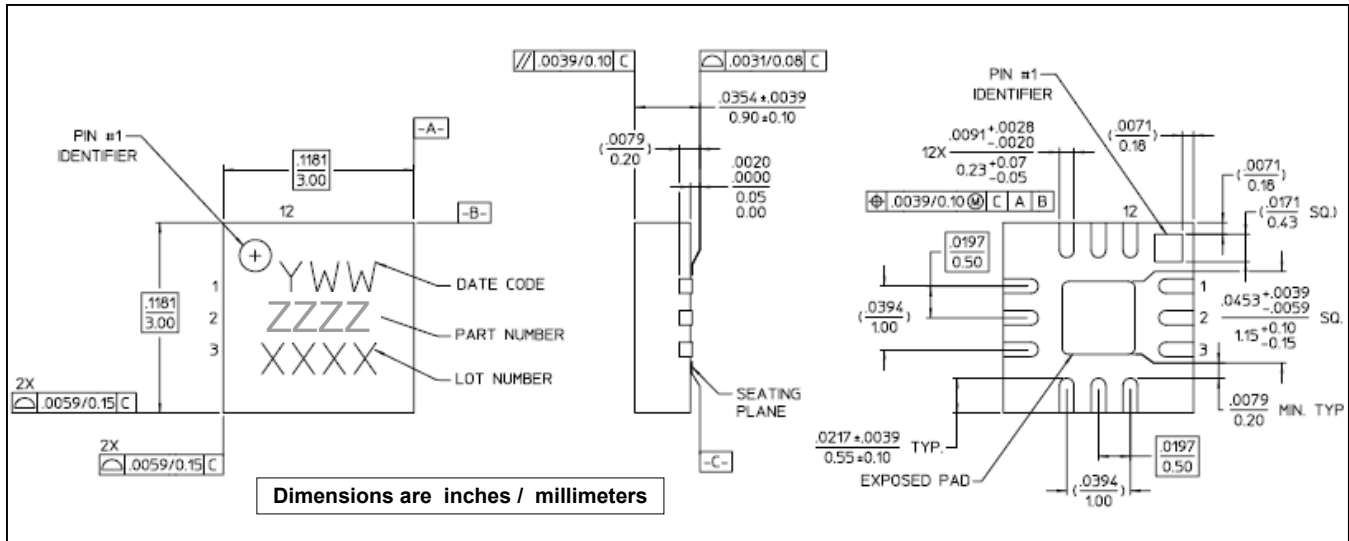 PIN #1
IDENTIFIER
.1181
3.00
-A-
12
-B-
.1181
3.00
1
2
3
YWW
ZZZZ
XXXX
DATE CODE
PART NUMBER
LOT NUMBER
2X
⌓ .0059/0.15 C
2X
⌓ .0059/0.15 C
// .0039/0.10 C
⌓ .0031/0.08 C
.0354±.0039
0.90±0.10
(.0079
0.20)
.0020
.0000
0.05
0.00
SEATING
PLANE
-C-
PIN #1
IDENTIFIER
12X .0091 +.0028
-.0020
0.23 +0.07
-0.05
⌖ .0039/0.10 Ⓜ C A B
(.0071
0.18)
(.0071
0.18)
(.0171
0.43 SQ.)
12
.0197
0.50
(.0394
1.00)
1
2
3
.0453 +.0039
-.0059
1.15 +0.10
-0.15 SQ.
.0079
0.20 MIN. TYP
.0217±.0039
0.55±0.10 TYP.
EXPOSED PAD
(.0394
1.00)
.0197
0.50
Dimensions are inches / millimeters